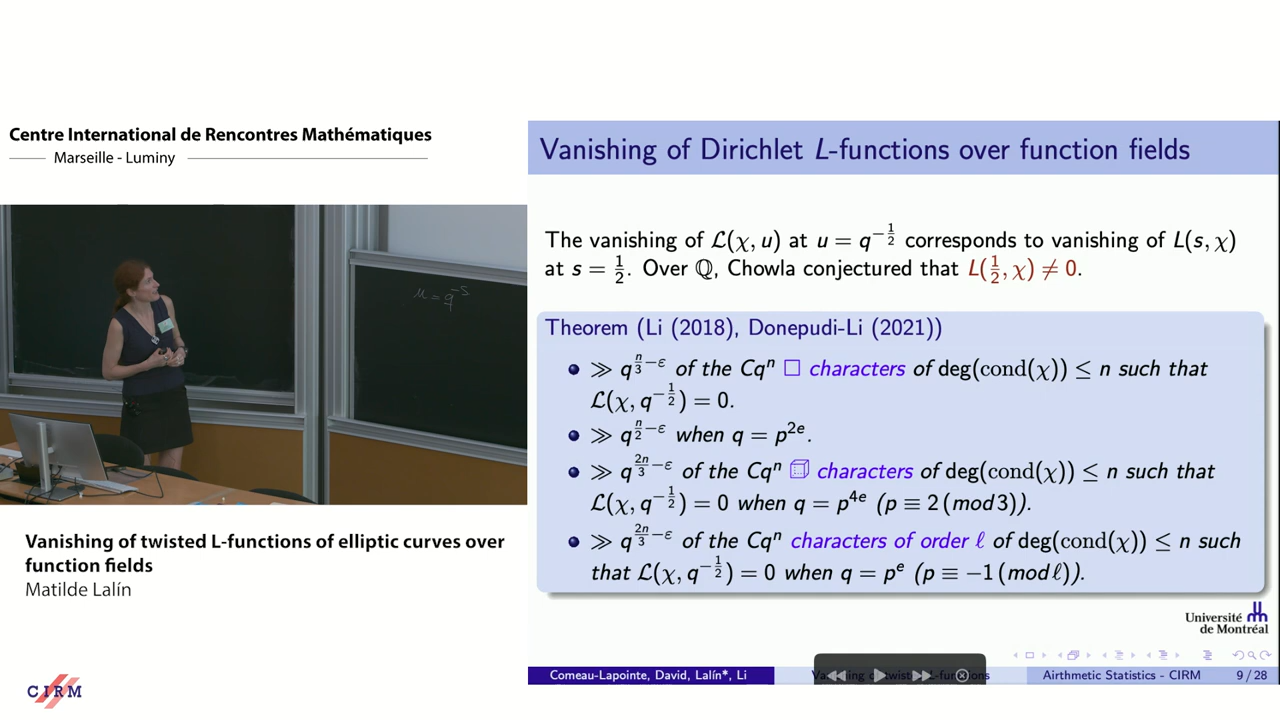 Centre International de Rencontres Mathématiques
Marseille - Luminy
u = q^{-s}
Vanishing of twisted L-functions of elliptic curves over
function fields
Matilde Lalín
CIRM
Vanishing of Dirichlet L-functions over function fields
The vanishing of 𝓛(χ, u) at u = q^{-1/2} corresponds to vanishing of L(s, χ)
at s = 1/2. Over ℚ, Chowla conjectured that L(1/2, χ) ≠ 0.
Theorem (Li (2018), Donepudi-Li (2021))
• ≫ q^{n/3-ε} of the Cq^n □ characters of deg(cond(χ)) ≤ n such that
𝓛(χ, q^{-1/2}) = 0.
• ≫ q^{n/2-ε} when q = p^{2e}.
• ≫ q^{2n/3-ε} of the Cq^n characters of deg(cond(χ)) ≤ n such that
𝓛(χ, q^{-1/2}) = 0 when q = p^{4e} (p ≡ 2 (mod 3)).
• ≫ q^{2n/3-ε} of the Cq^n characters of order ℓ of deg(cond(χ)) ≤ n such
that 𝓛(χ, q^{-1/2}) = 0 when q = p^e (p ≡ −1 (mod ℓ)).
Université
de Montréal
Comeau-Lapointe, David, Lalín*, Li
Airthmetic Statistics - CIRM
9 / 28